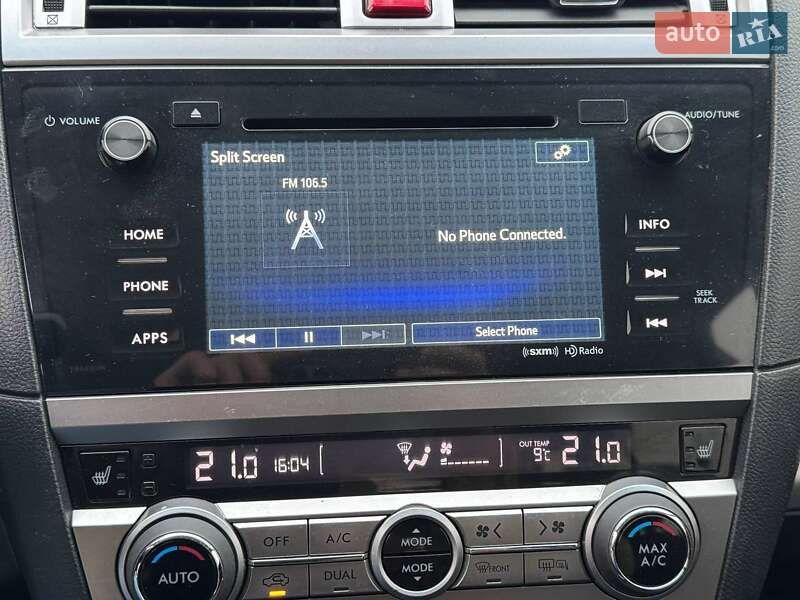 auto RIA
.com
VOLUME
AUDIO/TUNE
Split Screen
FM 106.5
No Phone Connected.
HOME
INFO
PHONE
SEEK
TRACK
APPS
Select Phone
((sxm)) HD Radio
21.0 16:04
OUT TEMP
9°C 21.0
OFF A/C MODE
AUTO DUAL MODE FRONT
MAX
A/C